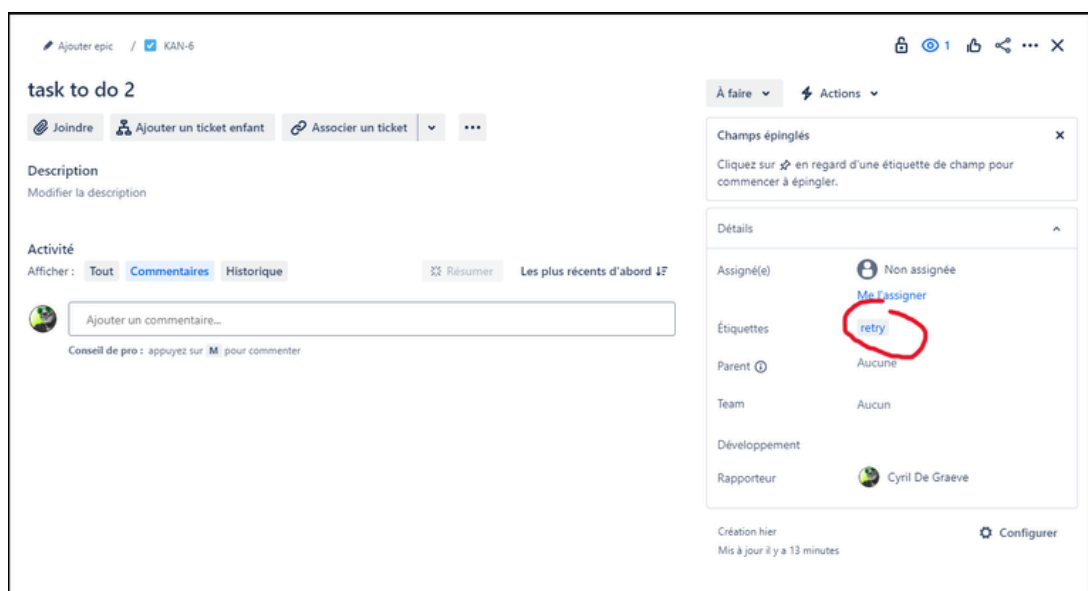 Ajouter epic / KAN-6
1
task to do 2
À faire
Actions
Joindre
Ajouter un ticket enfant
Associer un ticket
Champs épinglés
Cliquez sur en regard d'une étiquette de champ pour
commencer à épingler.
Description
Modifier la description
Détails
Activité
Afficher : Tout Commentaires Historique
Résumer
Les plus récents d'abord
Assigné(e)
Non assignée
Me l'assigner
Ajouter un commentaire...
Conseil de pro : appuyez sur M pour commenter
Étiquettes
retry
Parent
Aucune
Team
Aucun
Développement
Rapporteur
Cyril De Graeve
Création hier
Mis à jour il y a 13 minutes
Configurer